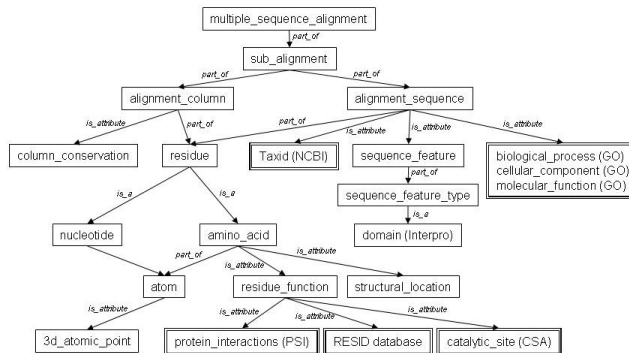 multiple_sequence_alignment
part_of
sub_alignment
part_of
part_of
alignment_column
alignment_sequence
is_attribute
part_of
part_of
is_attribute
is_attribute
is_attribute
column_conservation
residue
Taxid (NCBI)
sequence_feature
biological_process (GO)
cellular_component (GO)
molecular_function (GO)
part_of
sequence_feature_type
is_a
is_a
is_a
nucleotide
amino_acid
domain (Interpro)
part_of
is_attribute
is_attribute
atom
residue_function
structural_location
is_attribute
is_attribute
is_attribute
is_attribute
3d_atomic_point
protein_interactions (PSI)
RESID database
catalytic_site (CSA)